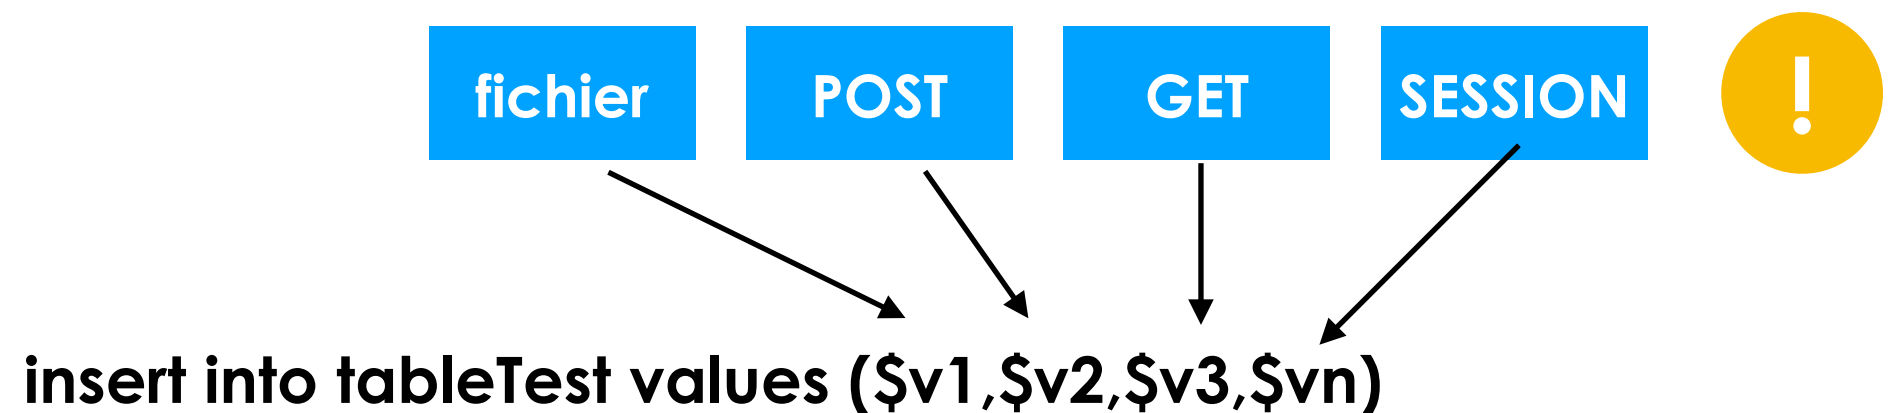 fichier POST GET SESSION !
insert into tableTest values ($v1,$v2,$v3,$vn)